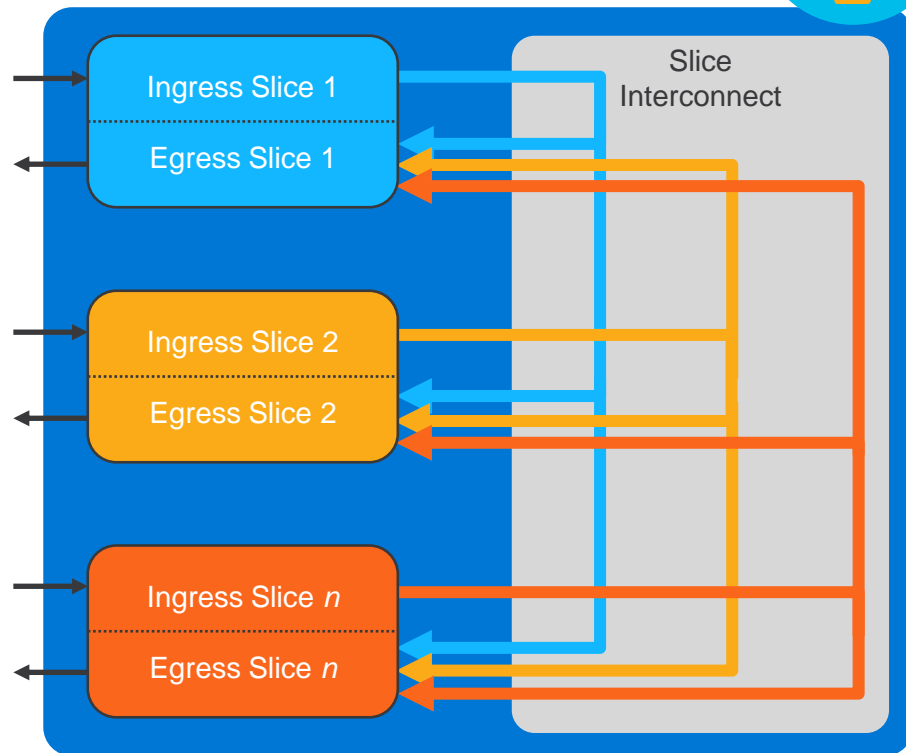 Ingress Slice 1
Egress Slice 1
Slice
Interconnect
Ingress Slice 2
Egress Slice 2
Ingress Slice n
Egress Slice n